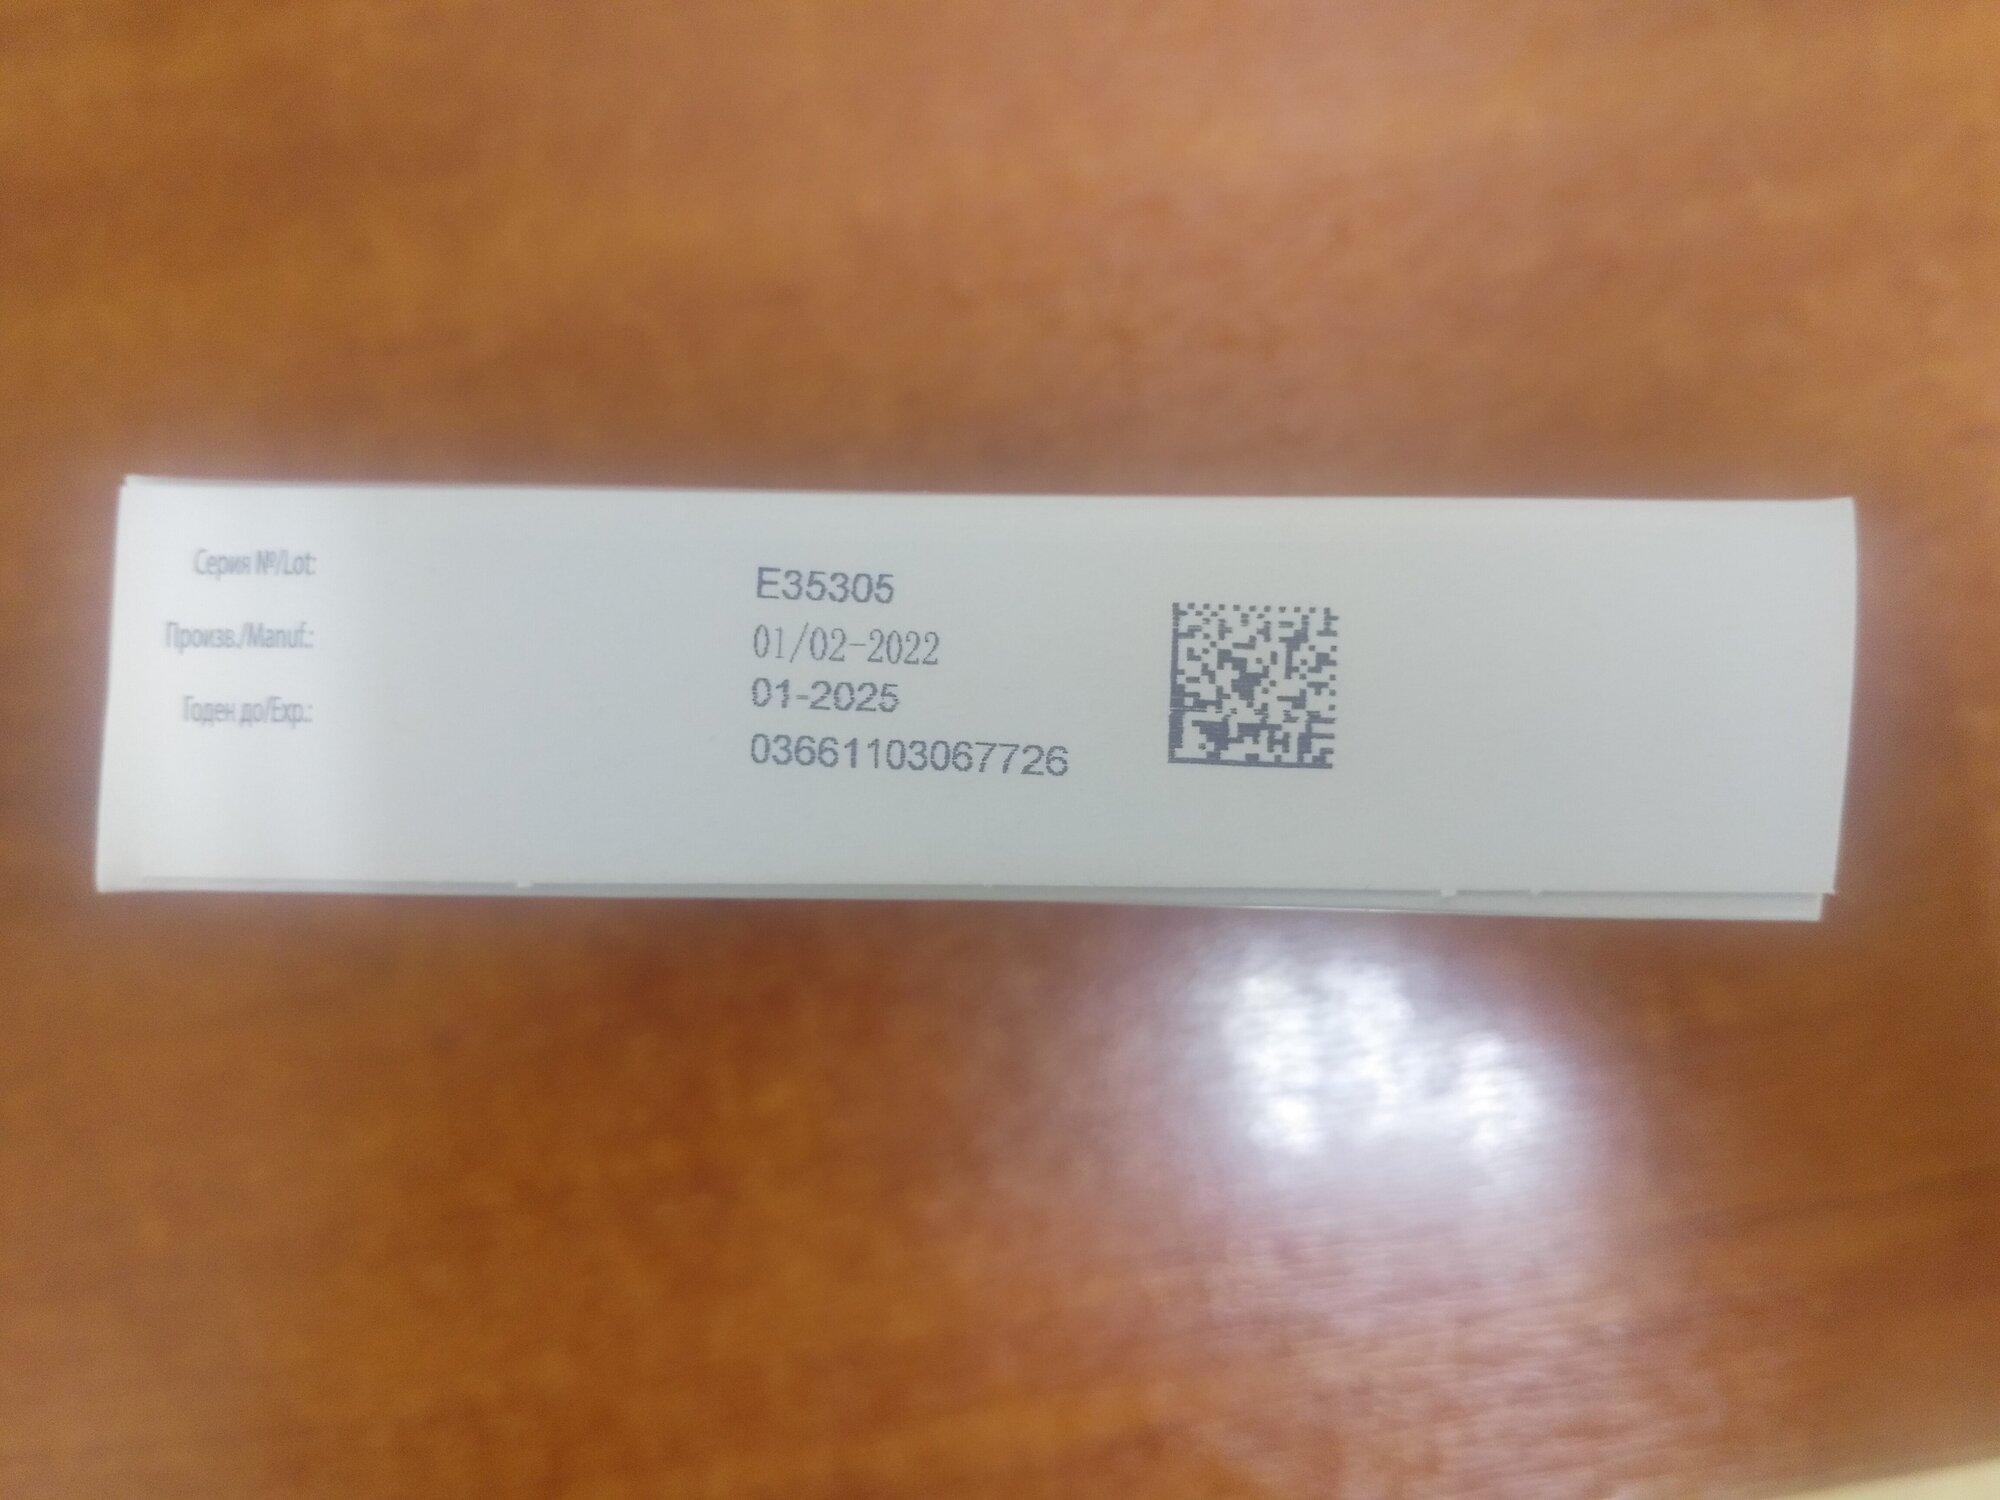 Серия №/Lot:
E35305
Произв./Manuf.:
01/02-2022
Годен до/Exp.:
01-2025
03661103067726